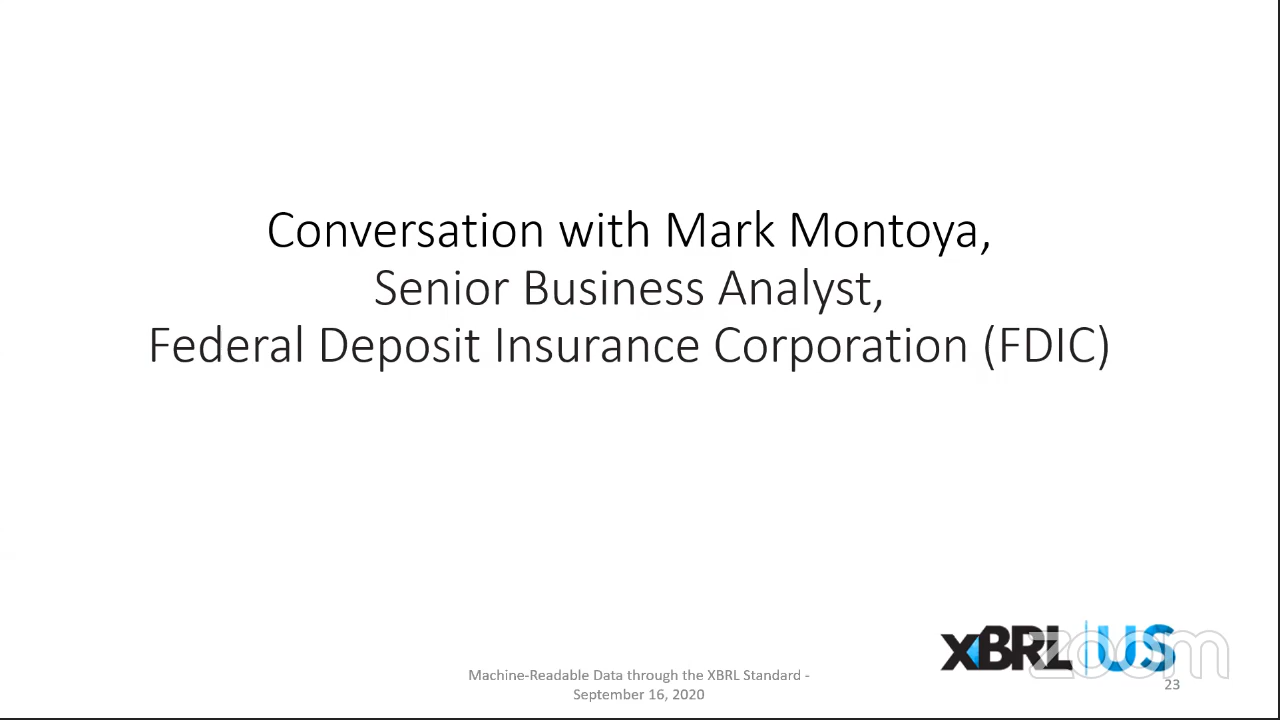 Conversation with Mark Montoya,
Senior Business Analyst,
Federal Deposit Insurance Corporation (FDIC)
XBRL US
zoom
Machine-Readable Data through the XBRL Standard -
September 16, 2020
23